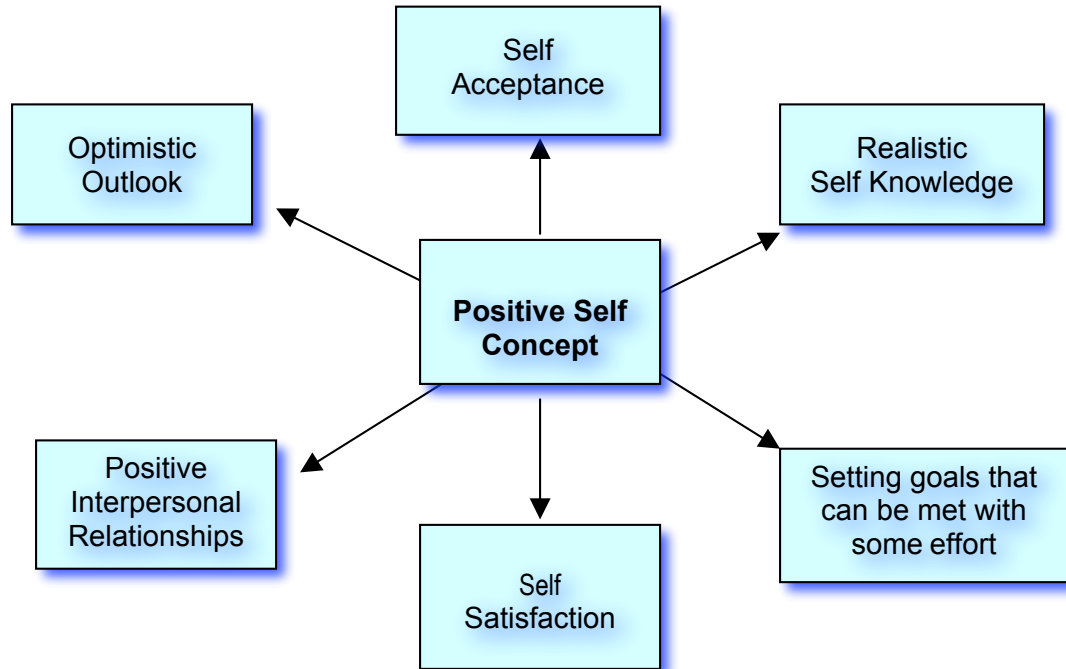 Self
Acceptance
Optimistic
Outlook
Realistic
Self Knowledge
Positive Self
Concept
Positive
Interpersonal
Relationships
Setting goals that
can be met with
some effort
Self
Satisfaction